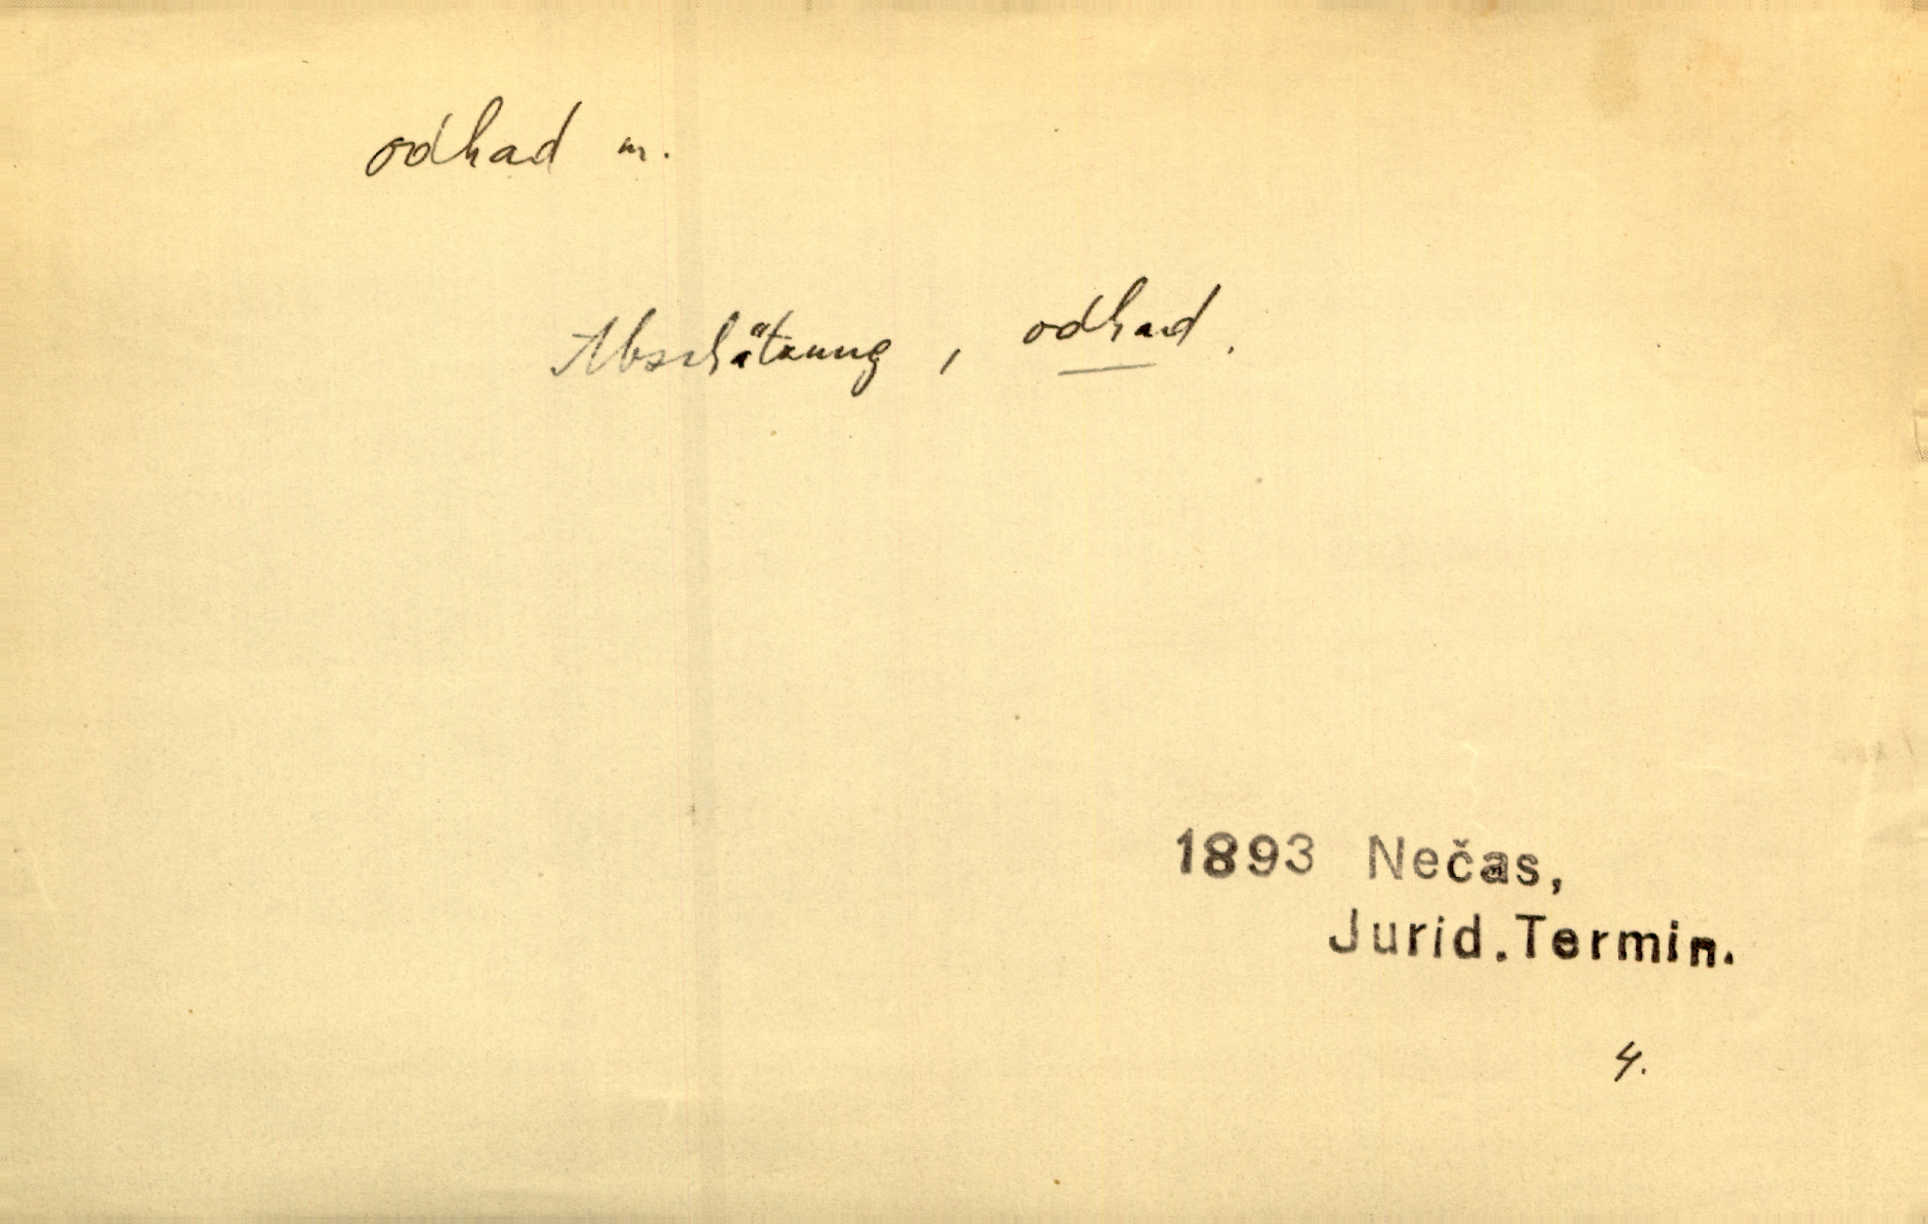 odhad m.
Abschätzung, odhad.
1893 Nečas,
Jurid. Termin.
4.